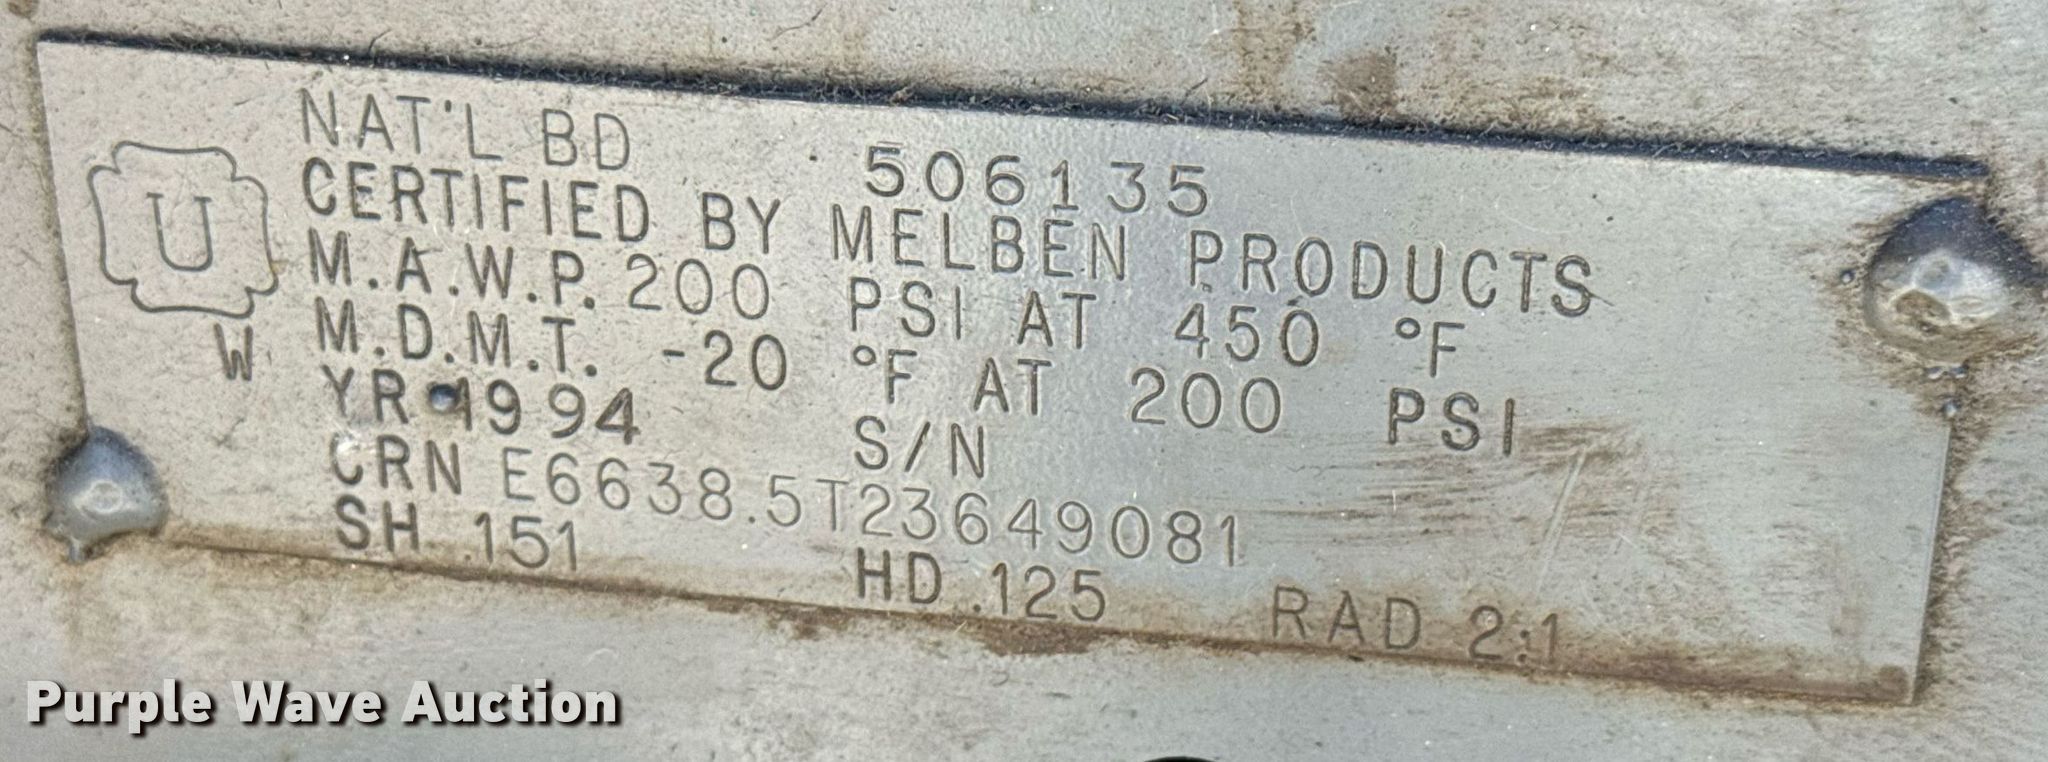 NAT'L BD 506135
CERTIFIED BY MELBEN PRODUCTS
U
M.A.W.P. 200 PSI AT 450 °F
W M.D.M.T. -20 °F AT 200 PSI
YR 1994 S/N
CRN E6638.5T23649081
SH .151 HD .125 RAD 2:1
Purple Wave Auction